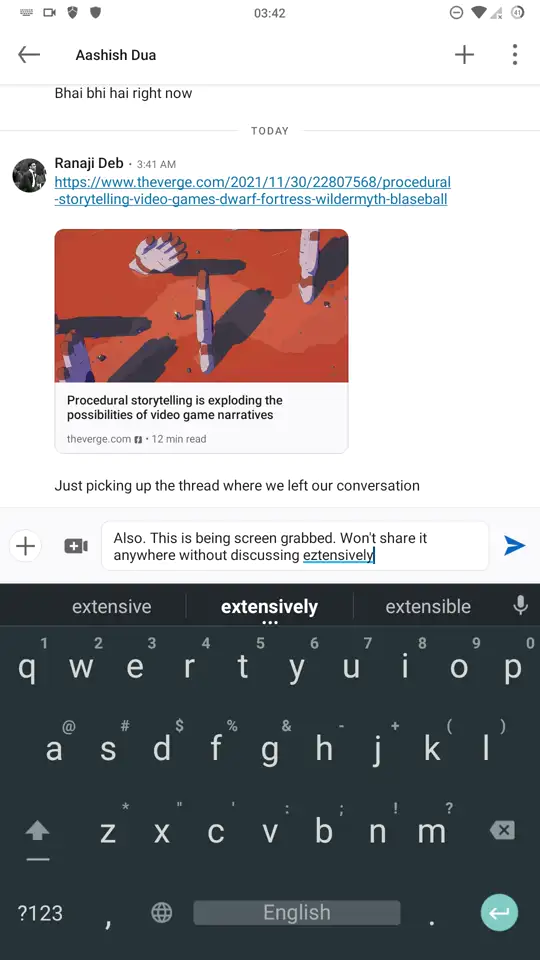 03:42
41
Aashish Dua
Bhai bhi hai right now
TODAY
Ranaji Deb • 3:41 AM
https://www.theverge.com/2021/11/30/22807568/procedural
-storytelling-video-games-dwarf-fortress-wildermyth-blaseball
Procedural storytelling is exploding the
possibilities of video game narratives
theverge.com • 12 min read
Just picking up the thread where we left our conversation
Also. This is being screen grabbed. Won't share it
anywhere without discussing eztensively
extensive extensively extensible
1 2 3 4 5 6 7 8 9 0
q w e r t y u i o p
@ # $ % & - + ( )
a s d f g h j k l
* " ' : ; ! ?
z x c v b n m
?123 , English .